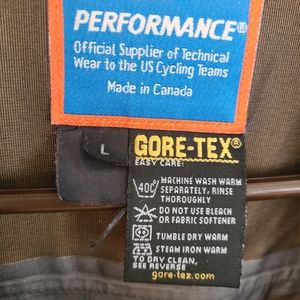 PERFORMANCE®
Official Supplier of Technical
Wear to the US Cycling Teams
Made in Canada
L
GORE-TEX®
EASY CARE:
40C MACHINE WASH WARM
SEPARATELY, RINSE
THOROUGHLY
DO NOT USE BLEACH
OR FABRIC SOFTENER
TUMBLE DRY WARM
STEAM IRON WARM
TO DRY CLEAN,
SEE REVERSE
gore-tex.com